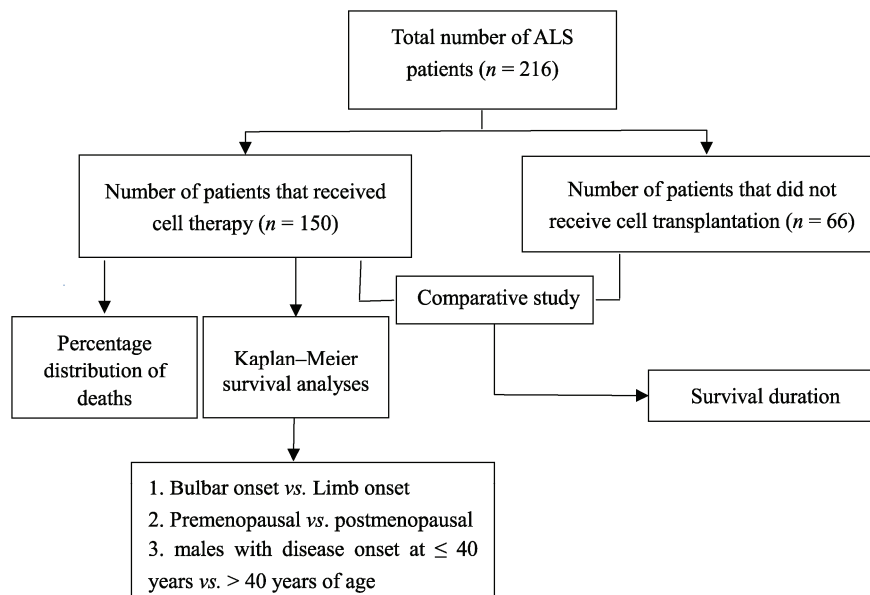 Total number of ALS
patients (n = 216)
Number of patients that received
cell therapy (n = 150)
Number of patients that did not
receive cell transplantation (n = 66)
Comparative study
Percentage
distribution of
deaths
Kaplan–Meier
survival analyses
Survival duration
1. Bulbar onset vs. Limb onset
2. Premenopausal vs. postmenopausal
3. males with disease onset at ≤ 40
years vs. > 40 years of age